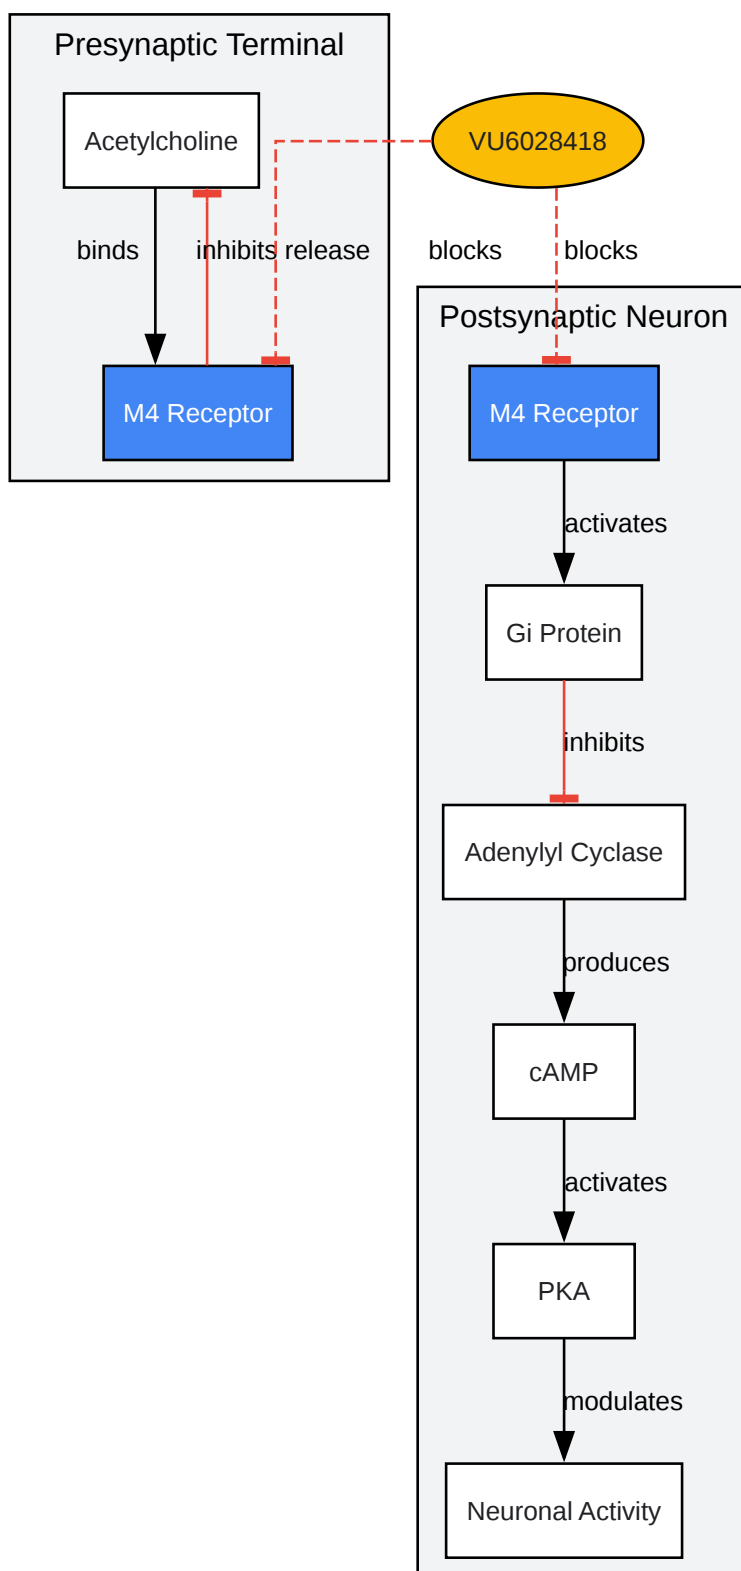 Presynaptic Terminal
Acetylcholine
VU6028418
binds
inhibits release
blocks
blocks
Postsynaptic Neuron
M4 Receptor
M4 Receptor
activates
Gi Protein
inhibits
Adenylyl Cyclase
produces
cAMP
activates
PKA
modulates
Neuronal Activity